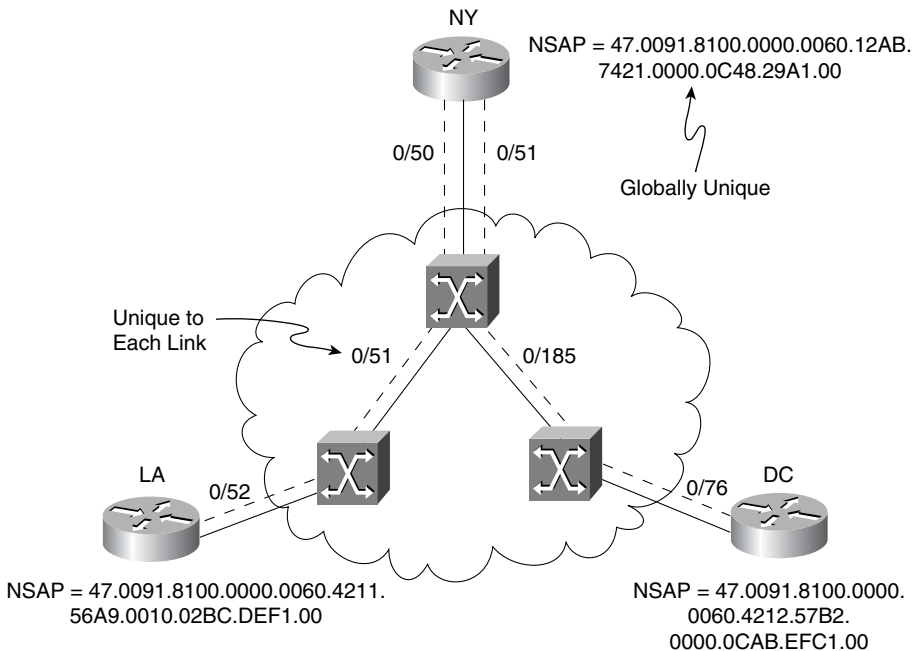 NY
NSAP = 47.0091.8100.0000.0060.12AB.
7421.0000.0C48.29A1.00
0/50
0/51
Globally Unique
Unique to
Each Link
0/51
0/185
LA
0/52
0/76
DC
NSAP = 47.0091.8100.0000.0060.4211.
56A9.0010.02BC.DEF1.00
NSAP = 47.0091.8100.0000.
0060.4212.57B2.
0000.0CAB.EFC1.00